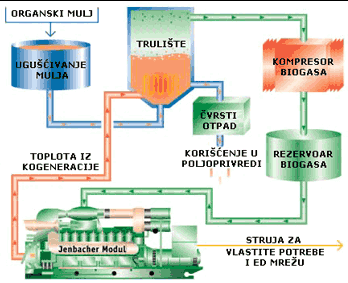 ORGANSKI MULJ
UGUŠĆIVANJE
MULJA
TRULIŠTE
KOMPRESOR
BIOGASA
ČVRSTI
OTPAD
KORIŠĆENJE U
POLJOPRIVREDI
REZERVOAR
BIOGASA
TOPLOTA IZ
KOGENERACIJE
Jenbacher Modul
STRUJA ZA
VLASTITE POTREBE
I ED MREŽU